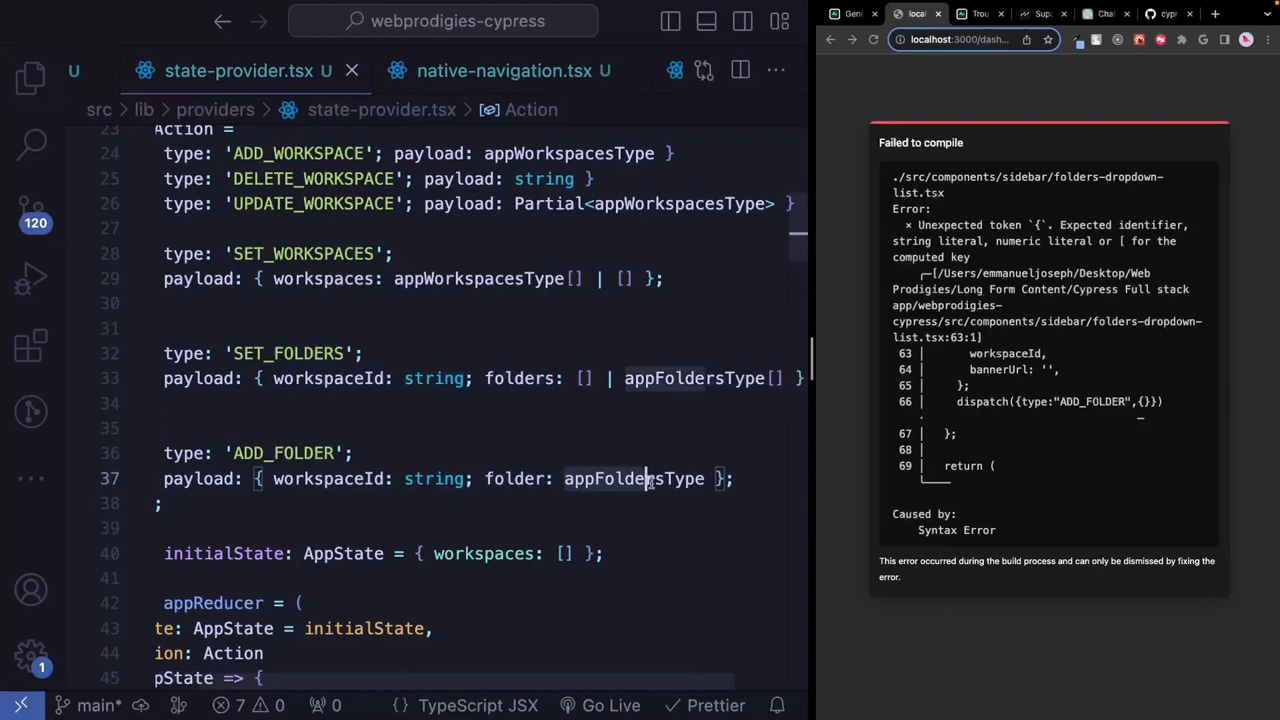 webprodigies-cypress
U
state-provider.tsx U
native-navigation.tsx U
src
lib
providers
state-provider.tsx
Action
120
1
23 Action =
24 type: 'ADD_WORKSPACE'; payload: appWorkspacesType }
25 type: 'DELETE_WORKSPACE'; payload: string }
26 type: 'UPDATE_WORKSPACE'; payload: Partial<appWorkspacesType> }
27
28 type: 'SET_WORKSPACES';
29 payload: { workspaces: appWorkspacesType[] | [] };
30
31
32 type: 'SET_FOLDERS';
33 payload: { workspaceId: string; folders: [] | appFoldersType[] }
34
35
36 type: 'ADD_FOLDER';
37 payload: { workspaceId: string; folder: appFoldersType };
38 ;
39
40 initialState: AppState = { workspaces: [] };
41
42 appReducer = (
43 te: AppState = initialState,
44 ion: Action
45 pState => {
main*
7
0
0
{ } TypeScript JSX
Go Live
Prettier
Gene
local
Trou
Supa
Chat
cypr
localhost:3000/dash...
Failed to compile
./src/components/sidebar/folders-dropdown-
list.tsx
Error:
× Unexpected token `{`. Expected identifier,
string literal, numeric literal or [ for the
computed key
╭─[/Users/emmanueljoseph/Desktop/Web
Prodigies/Long Form Content/Cypress Full stack
app/webprodigies-
cypress/src/components/sidebar/folders-dropdown-
list.tsx:63:1]
63 │ workspaceId,
64 │ bannerUrl: '',
65 │ };
66 │ dispatch({type:"ADD_FOLDER",{}})
· ─
67 │ };
68 │
69 │ return (
╰────
Caused by:
Syntax Error
This error occurred during the build process and can only be dismissed by fixing the
error.